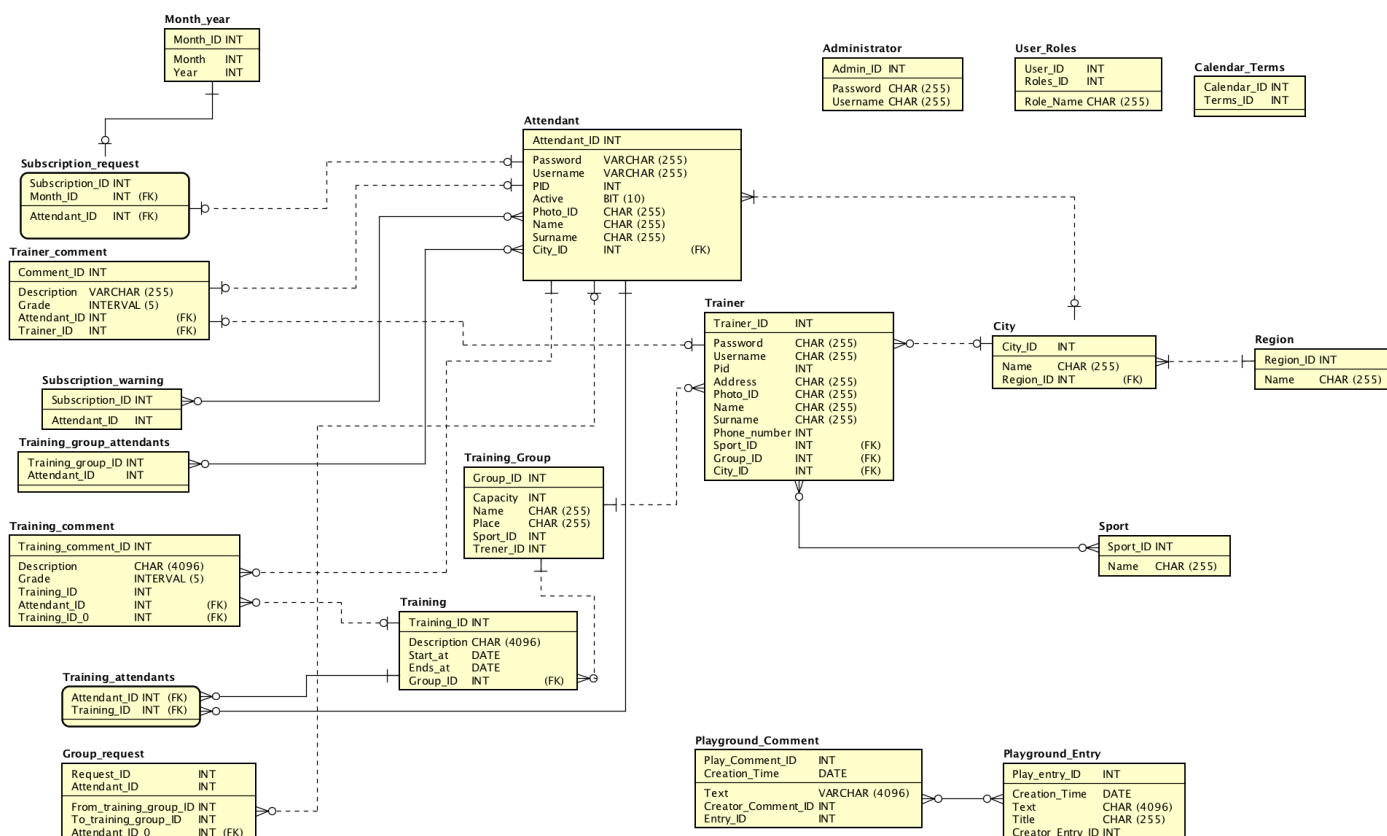 Month_year
Month_ID INT
Month INT
Year INT
Administrator
Admin_ID INT
Password CHAR (255)
Username CHAR (255)
User_Roles
User_ID INT
Roles_ID INT
Role_Name CHAR (255)
Calendar_Terms
Calendar_ID INT
Terms_ID INT
Attendant
Attendant_ID INT
Password VARCHAR (255)
Username VARCHAR (255)
PID INT
Active BIT (10)
Photo_ID CHAR (255)
Name CHAR (255)
Surname CHAR (255)
City_ID INT (FK)
Subscription_request
Subscription_ID INT
Month_ID INT (FK)
Attendant_ID INT (FK)
Trainer_comment
Comment_ID INT
Description VARCHAR (255)
Grade INTERVAL (5)
Attendant_ID INT (FK)
Trainer_ID INT (FK)
Trainer
Trainer_ID INT
Password CHAR (255)
Username CHAR (255)
Pid INT
Address CHAR (255)
Photo_ID CHAR (255)
Name CHAR (255)
Surname CHAR (255)
Phone_number INT
Sport_ID INT (FK)
Group_ID INT (FK)
City_ID INT (FK)
City
City_ID INT
Name CHAR (255)
Region_ID INT (FK)
Region
Region_ID INT
Name CHAR (255)
Subscription_warning
Subscription_ID INT
Attendant_ID INT
Training_group_attendants
Training_group_ID INT
Attendant_ID INT
Training_Group
Group_ID INT
Capacity INT
Name CHAR (255)
Place CHAR (255)
Sport_ID INT
Trener_ID INT
Sport
Sport_ID INT
Name CHAR (255)
Training_comment
Training_comment_ID INT
Description CHAR (4096)
Grade INTERVAL (5)
Training_ID INT
Attendant_ID INT (FK)
Training_ID_0 INT (FK)
Training
Training_ID INT
Description CHAR (4096)
Start_at DATE
Ends_at DATE
Group_ID INT (FK)
Training_attendants
Attendant_ID INT (FK)
Training_ID INT (FK)
Group_request
Request_ID INT
Attendant_ID INT
From_training_group_ID INT
To_training_group_ID INT
Attendant_ID_0 INT (FK)
Playground_Comment
Play_Comment_ID INT
Creation_Time DATE
Text VARCHAR (4096)
Creator_Comment_ID INT
Entry_ID INT
Playground_Entry
Play_entry_ID INT
Creation_Time DATE
Text CHAR (4096)
Title CHAR (255)
Creator_Entry_ID INT